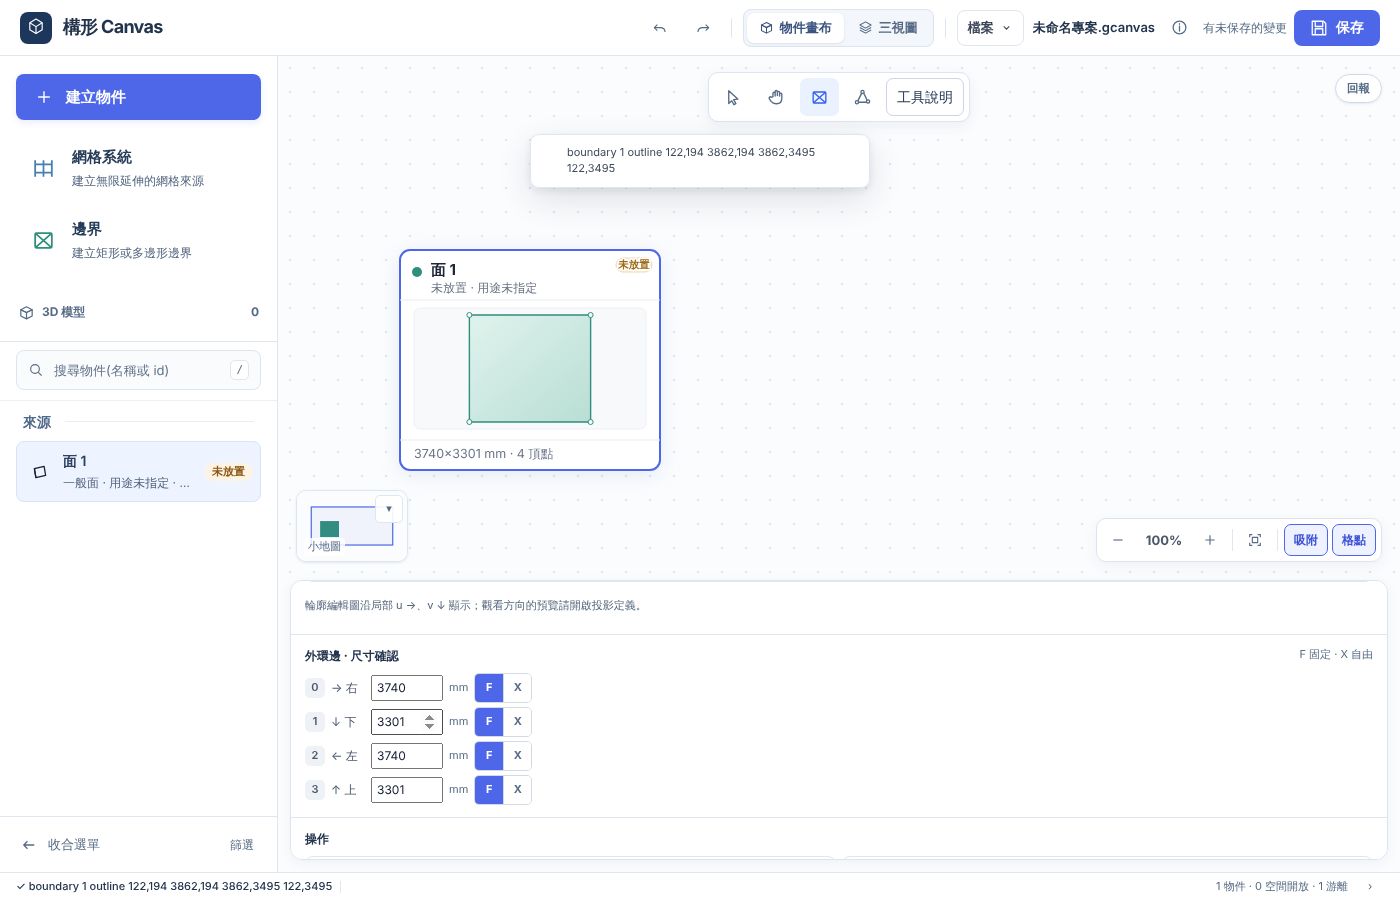 構形 Canvas
物件畫布
三視圖
檔案
未命名專案.gcanvas
有未保存的變更
保存
建立物件
網格系統
建立無限延伸的網格來源
邊界
建立矩形或多邊形邊界
3D 模型
0
搜尋物件(名稱或 id)
/
來源
面 1
一般面 · 用途未指定 · ...
未放置
收合選單
篩選
工具說明
回報
boundary 1 outline 122,194 3862,194 3862,3495
122,3495
面 1
未放置
未放置 · 用途未指定
3740×3301 mm · 4 頂點
小地圖
100%
吸附
格點
輪廓編輯圖沿局部 u →、v ↓ 顯示；觀看方向的預覽請開啟投影定義。
外環邊 · 尺寸確認
F 固定 · X 自由
0 → 右 3740 mm F X
1 ↓ 下 3301 mm F X
2 ← 左 3740 mm F X
3 ↑ 上 3301 mm F X
操作
✓ boundary 1 outline 122,194 3862,194 3862,3495 122,3495
1 物件 · 0 空間開放 · 1 游離